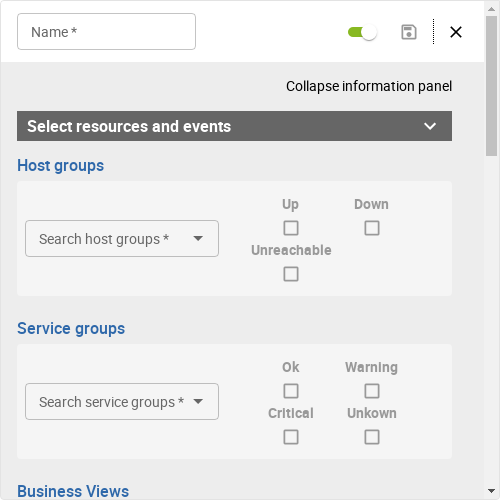 Name *
Collapse information panel
Select resources and events
Host groups
Up Down
Search host groups *
Unreachable
Service groups
Ok Warning
Search service groups *
Critical Unkown
Business Views